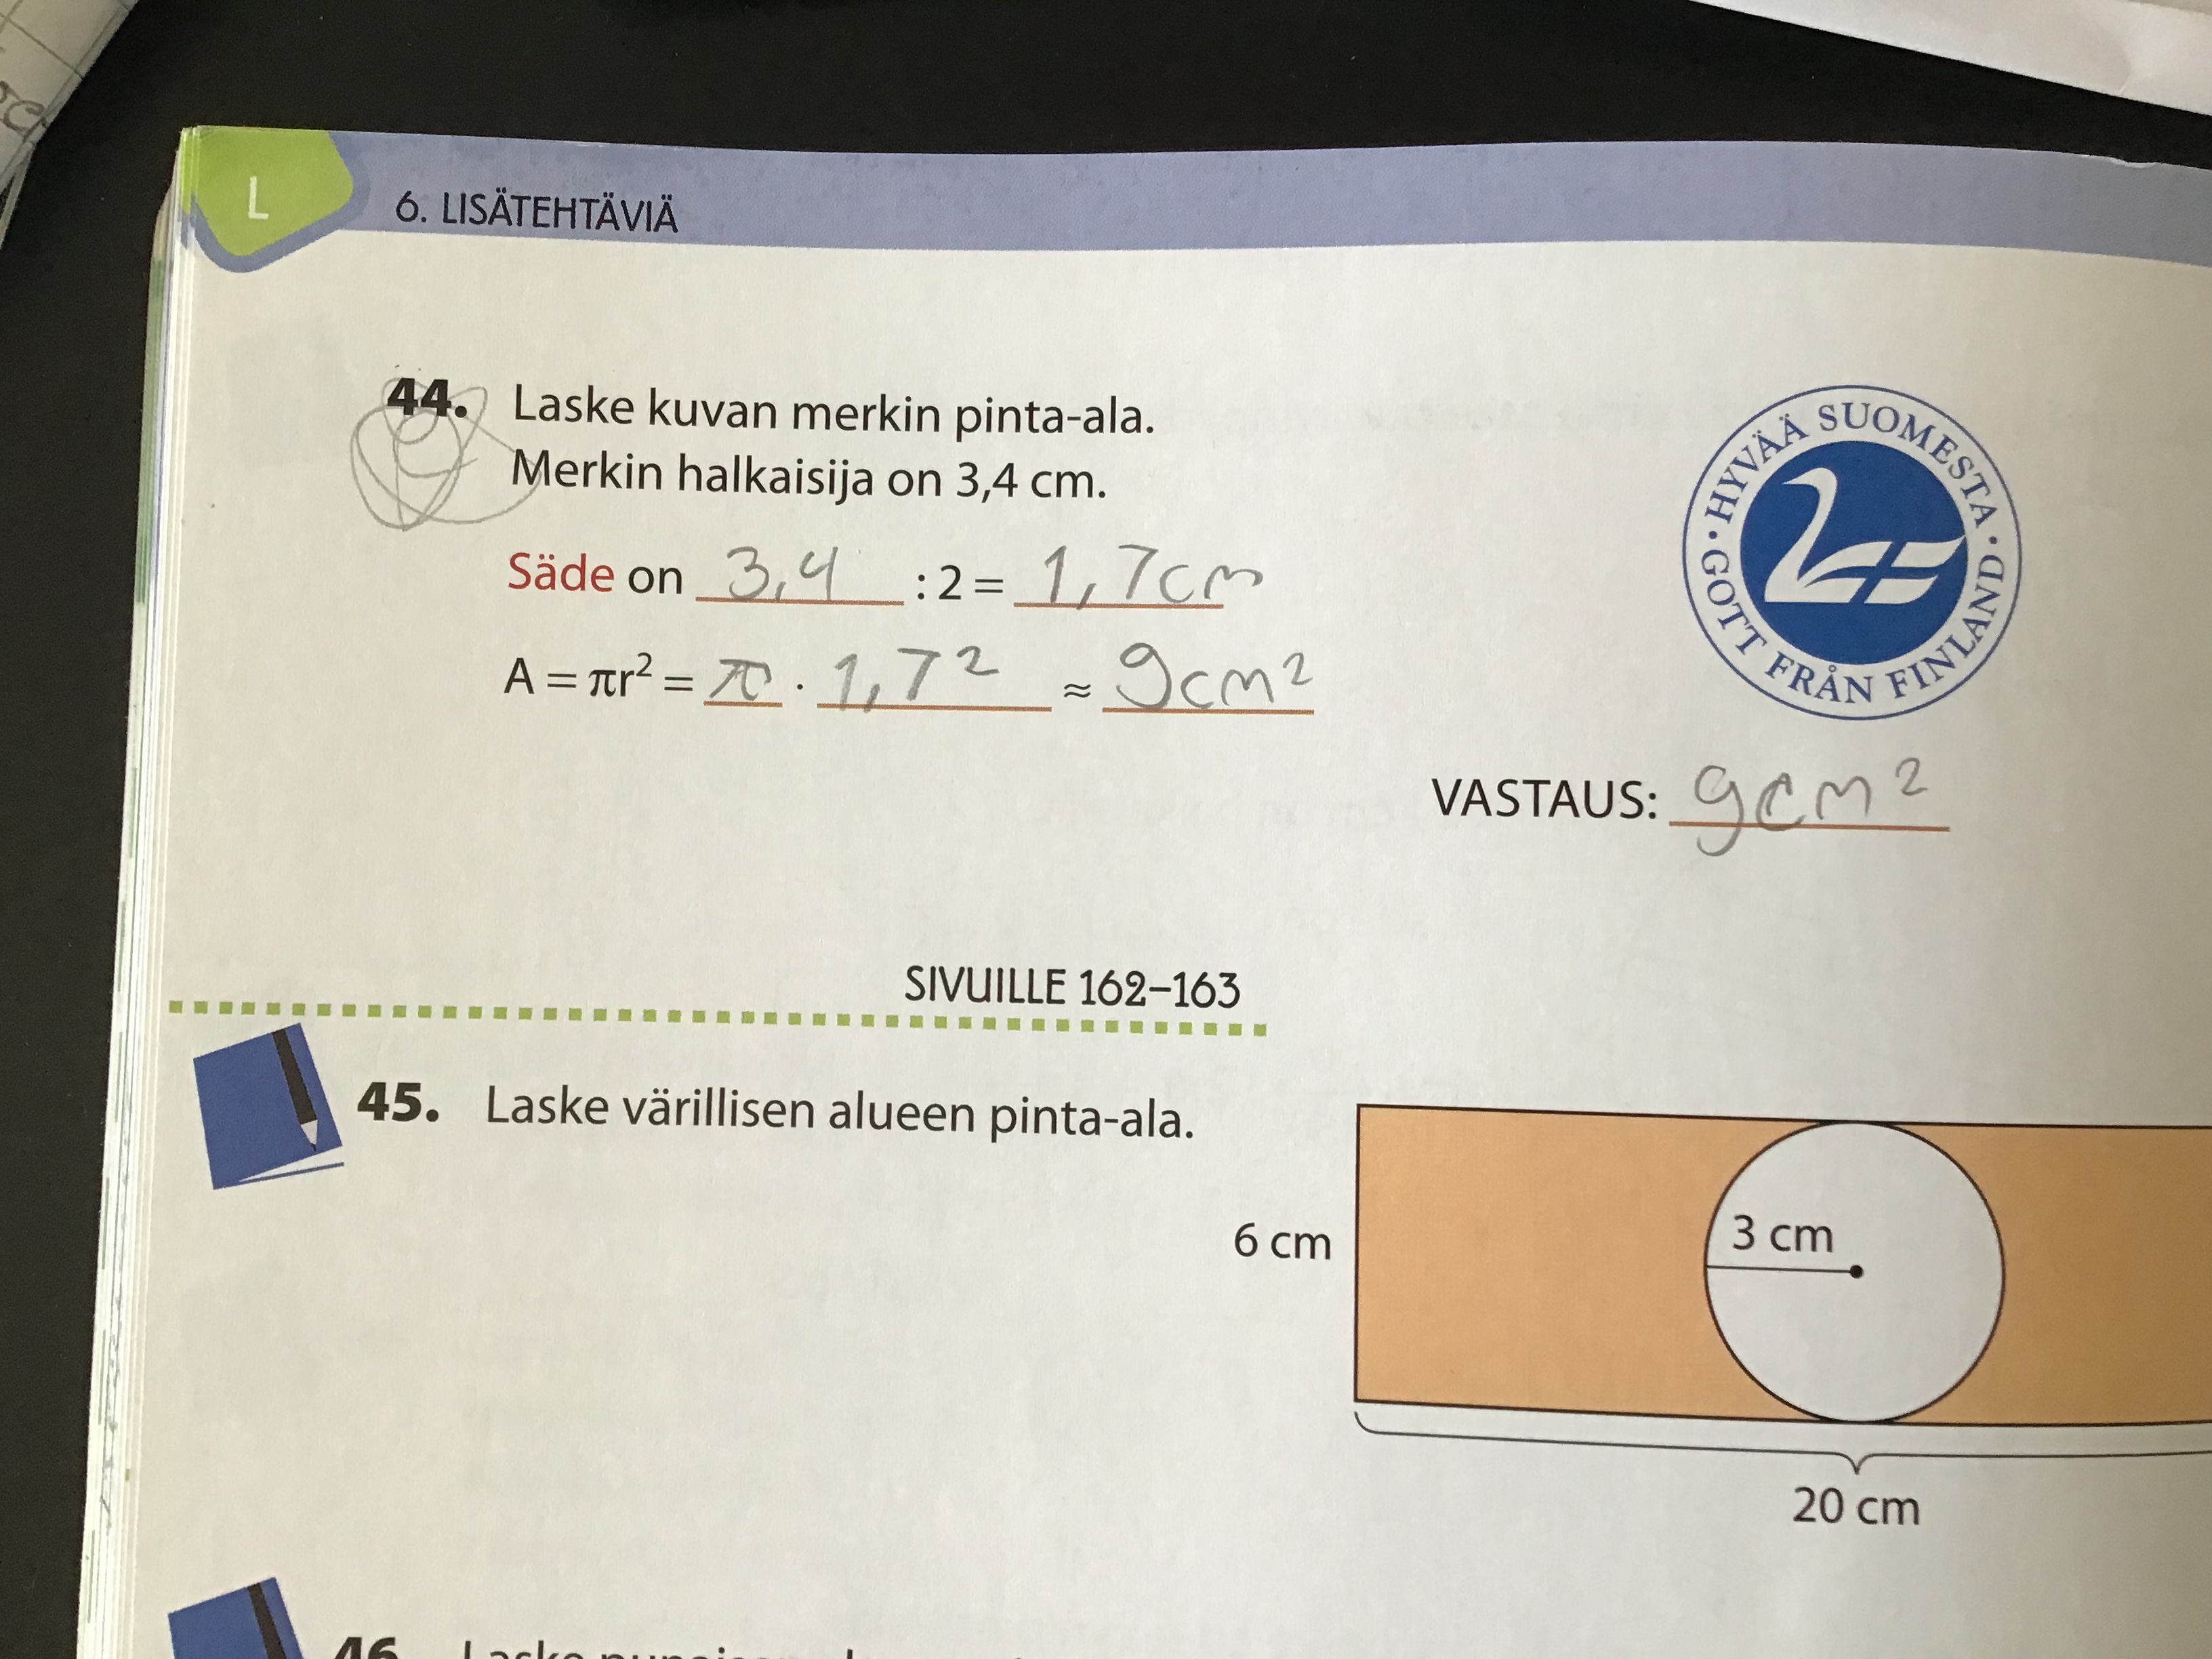 L
6. LISÄTEHTÄVIÄ
44. Laske kuvan merkin pinta-ala.
Merkin halkaisija on 3,4 cm.
Säde on 3,4 : 2 = 1,7cm
A = πr² = π · 1,7² ≈ 9cm²
• HYVÄÄ SUOMESTA • GOTT FRÅN FINLAND
VASTAUS: 9cm²
SIVUILLE 162–163
45. Laske värillisen alueen pinta-ala.
6 cm
3 cm
20 cm
46.